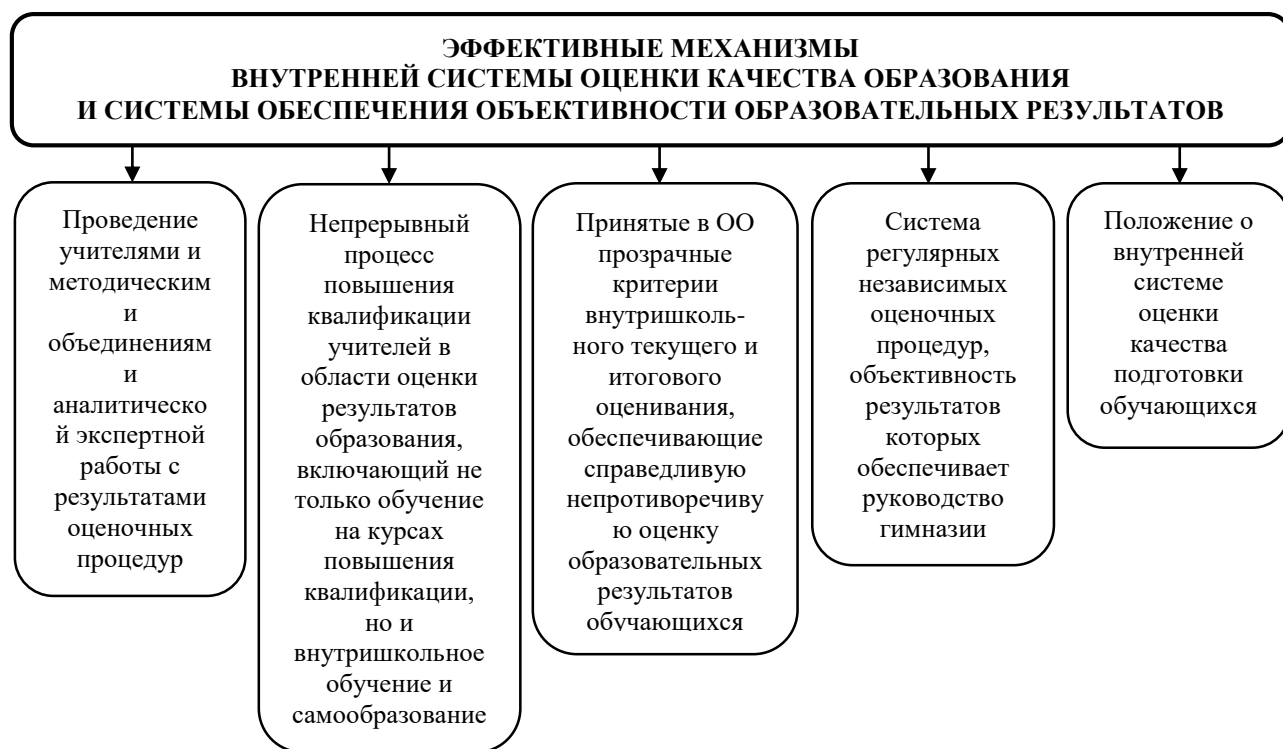 ЭФФЕКТИВНЫЕ МЕХАНИЗМЫ
ВНУТРЕННЕЙ СИСТЕМЫ ОЦЕНКИ КАЧЕСТВА ОБРАЗОВАНИЯ
И СИСТЕМЫ ОБЕСПЕЧЕНИЯ ОБЪЕКТИВНОСТИ ОБРАЗОВАТЕЛЬНЫХ РЕЗУЛЬТАТОВ
Проведение
учителями и
методическим
и
объединениям
и
аналитическо
й экспертной
работы с
результатами
оценочных
процедур
Непрерывный
процесс
повышения
квалификации
учителей в
области оценки
результатов
образования,
включающий не
только обучение
на курсах
повышения
квалификации,
но и
внутришкольное
обучение и
самообразование
Принятые в ОО
прозрачные
критерии
внутришколь-
ного текущего и
итогового
оценивания,
обеспечивающие
справедливую
непротиворечиву
ю оценку
образовательных
результатов
обучающихся
Система
регулярных
независимых
оценочных
процедур,
объективность
результатов
которых
обеспечивает
руководство
гимназии
Положение о
внутренней
системе
оценки
качества
подготовки
обучающихся